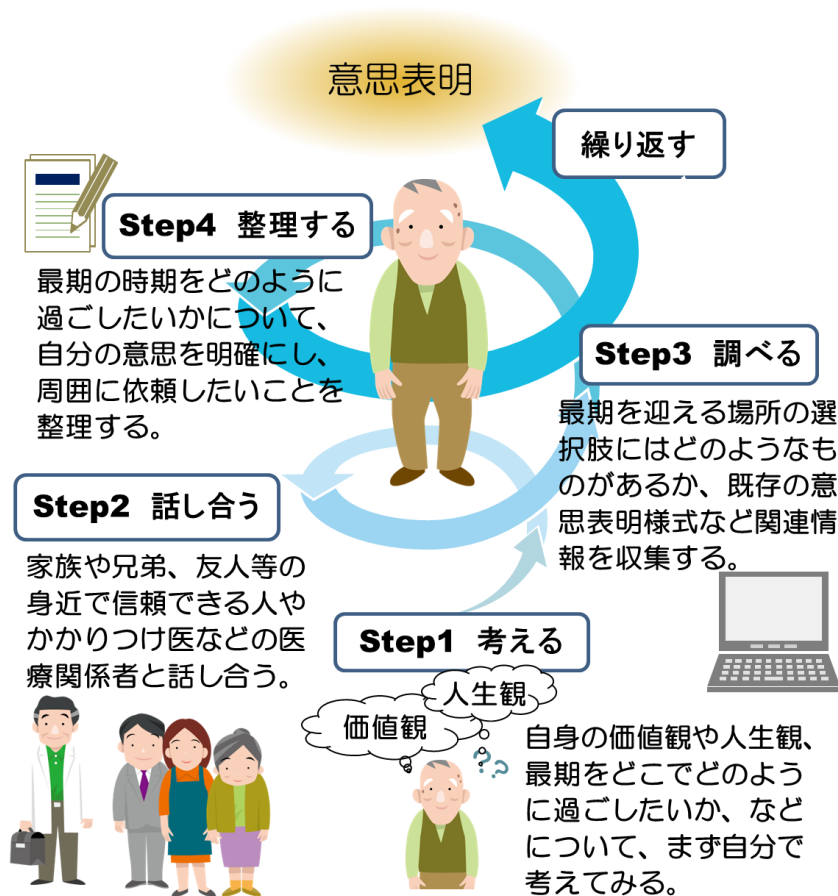 意思表明
繰り返す
Step4 整理する
最期の時期をどのように
過ごしたいかについて、
自分の意思を明確にし、
周囲に依頼したいことを
整理する。
Step3 調べる
最期を迎える場所の選
択肢にはどのようなも
のがあるか、既存の意
思表明様式など関連情
報を収集する。
Step2 話し合う
家族や兄弟、友人等の
身近で信頼できる人や
かかりつけ医などの医
療関係者と話し合う。
Step1 考える
人生観
価値観
??
自身の価値観や人生観、
最期をどこでどのよう
に過ごしたいか、など
について、まず自分で
考えてみる。